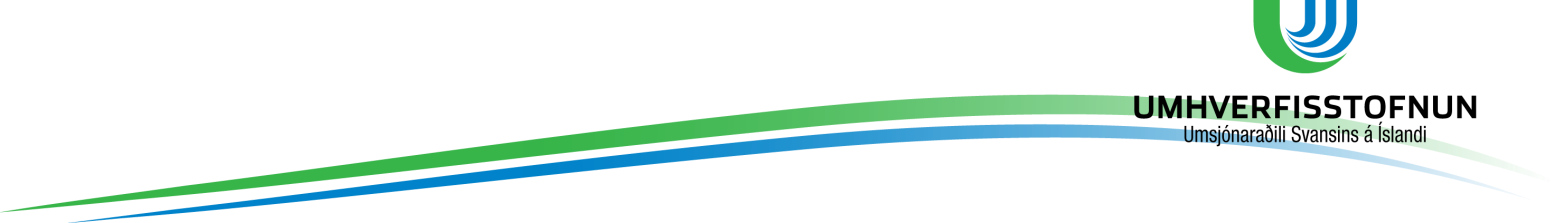 UMHVERFISSTOFNUN
Umsjónaraðili Svansins á Íslandi